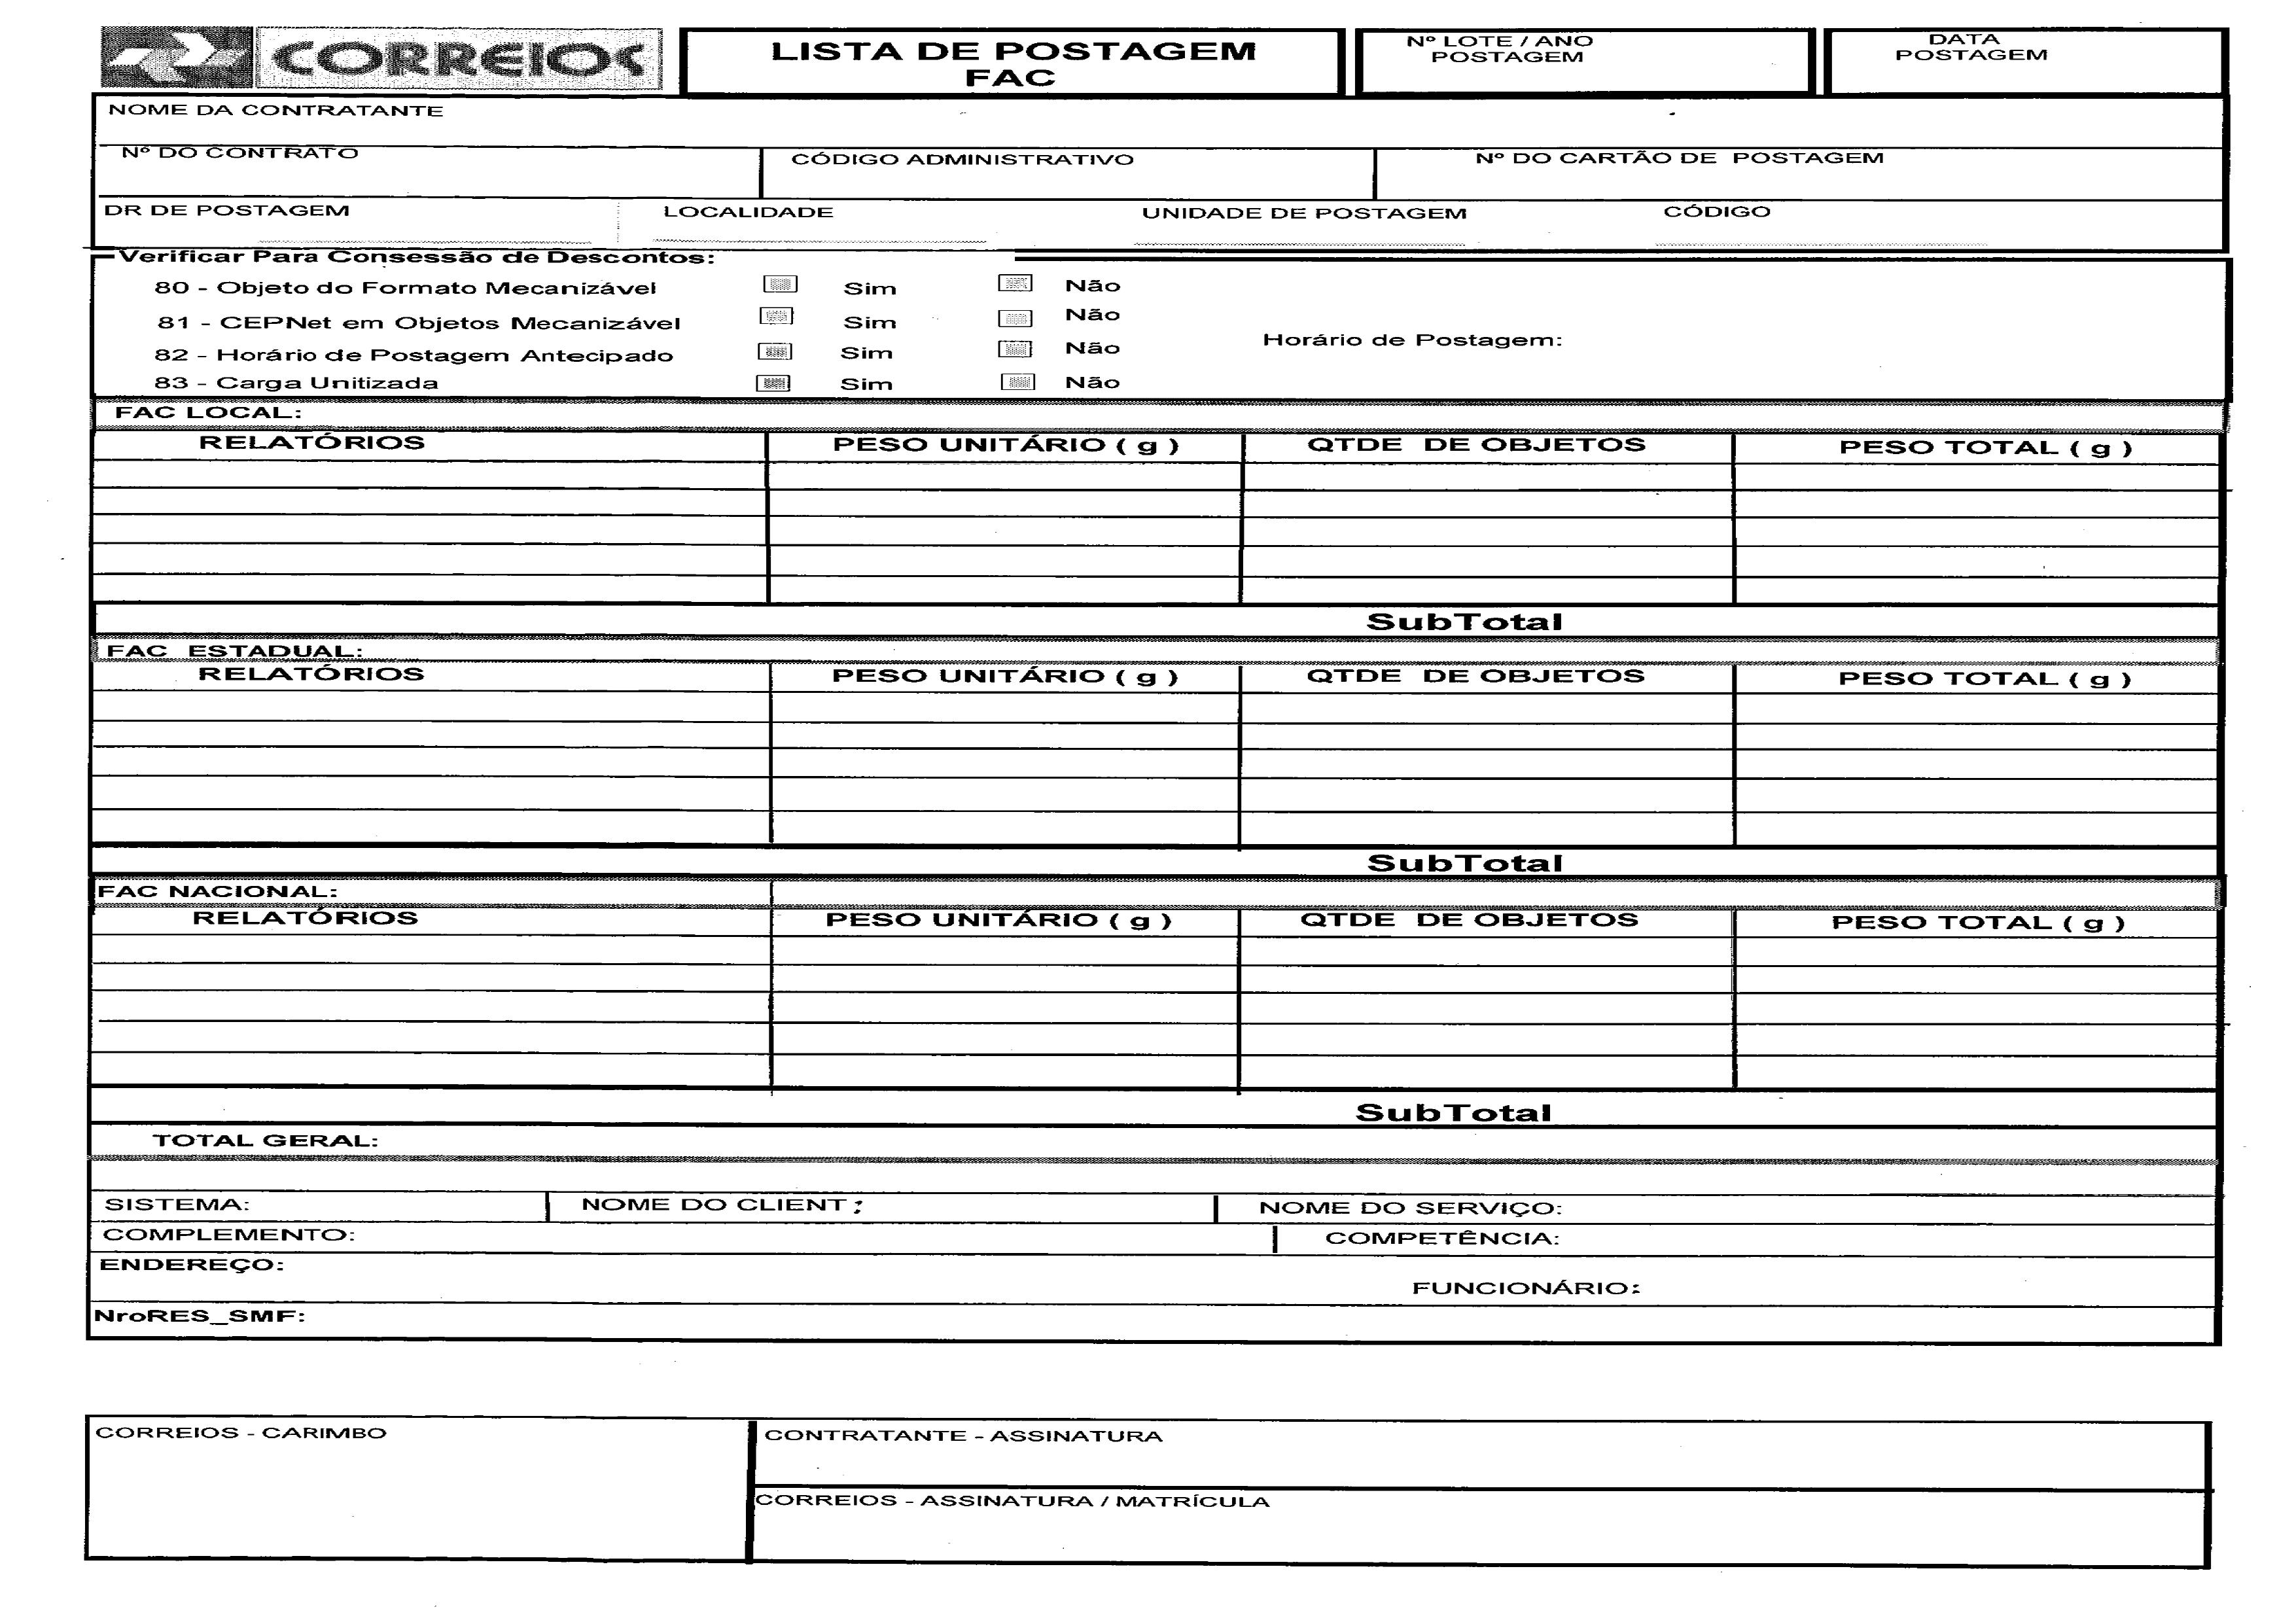 CORREIOS
LISTA DE POSTAGEM
FAC
Nº LOTE / ANO
POSTAGEM
DATA
POSTAGEM
NOME DA CONTRATANTE
Nº DO CONTRATO
CÓDIGO ADMINISTRATIVO
Nº DO CARTÃO DE POSTAGEM
DR DE POSTAGEM
LOCALIDADE
UNIDADE DE POSTAGEM
CÓDIGO
Verificar Para Consessão de Descontos:
80 - Objeto do Formato Mecanizável Sim Não
81 - CEPNet em Objetos Mecanizável Sim Não
Horário de Postagem:
82 - Horário de Postagem Antecipado Sim Não
83 - Carga Unitizada Sim Não
FAC LOCAL:
RELATÓRIOS PESO UNITÁRIO ( g ) QTDE DE OBJETOS PESO TOTAL ( g )
SubTotal
FAC ESTADUAL:
RELATÓRIOS PESO UNITÁRIO ( g ) QTDE DE OBJETOS PESO TOTAL ( g )
SubTotal
FAC NACIONAL:
RELATÓRIOS PESO UNITÁRIO ( g ) QTDE DE OBJETOS PESO TOTAL ( g )
SubTotal
TOTAL GERAL:
SISTEMA: NOME DO CLIENT : NOME DO SERVIÇO:
COMPLEMENTO: COMPETÊNCIA:
ENDEREÇO:
FUNCIONÁRIO:
NroRES_SMF:
CORREIOS - CARIMBO
CONTRATANTE - ASSINATURA
CORREIOS - ASSINATURA / MATRÍCULA